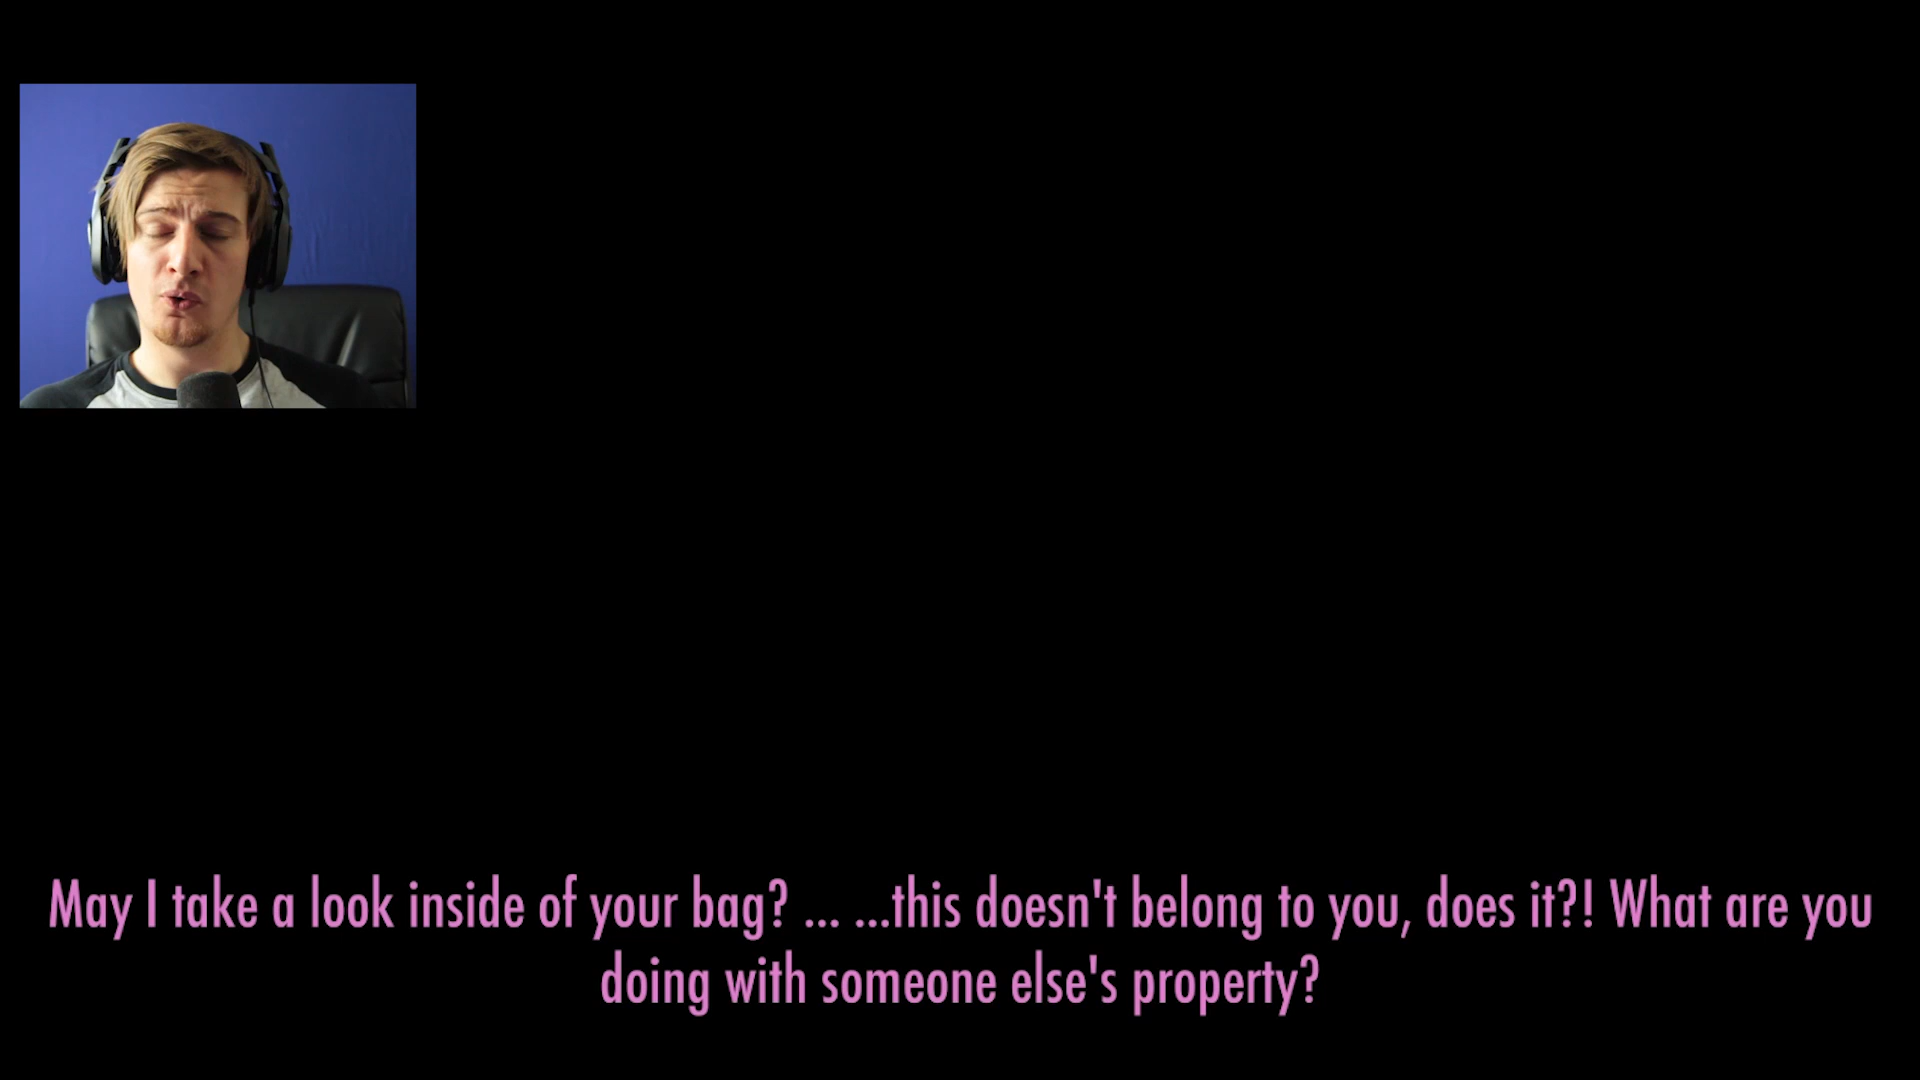 May I take a look inside of your bag? ... ...this doesn't belong to you, does it?! What are you
doing with someone else's property?